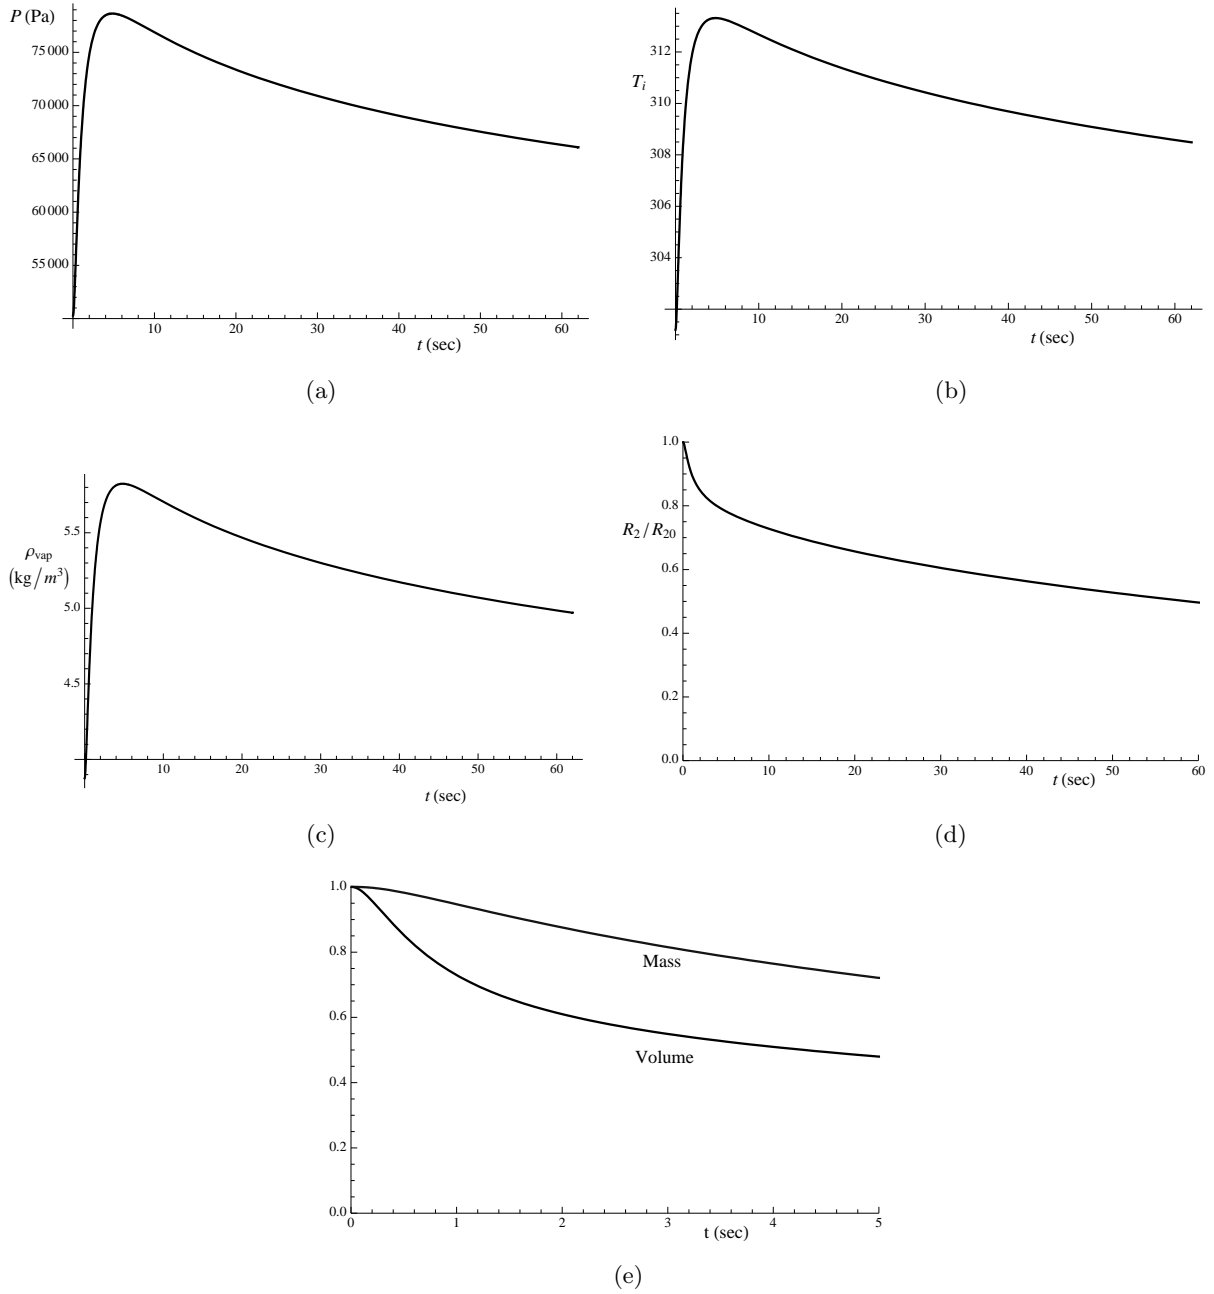 P (Pa)
75 000
70 000
65 000
60 000
55 000
10 20 30 40 50 60
t (sec)
(a)
312
T_i
310
308
306
304
10 20 30 40 50 60
t (sec)
(b)
5.5
ρ_vap
(kg/m³)
5.0
4.5
10 20 30 40 50 60
t (sec)
(c)
1.0
0.8
R_2/R_20
0.6
0.4
0.2
0.0
0 10 20 30 40 50 60
t (sec)
(d)
1.0
0.8
Mass
0.6
Volume
0.4
0.2
0.0
0 1 2 3 4 5
t (sec)
(e)